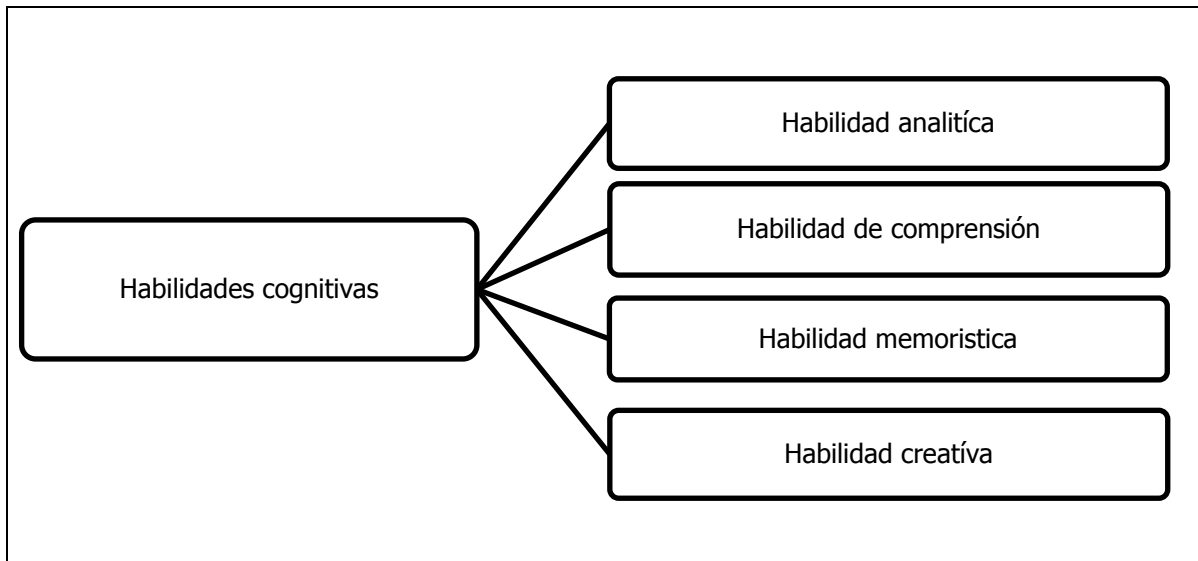 Habilidades cognitivas
Habilidad analitíca
Habilidad de comprensión
Habilidad memoristica
Habilidad creatíva